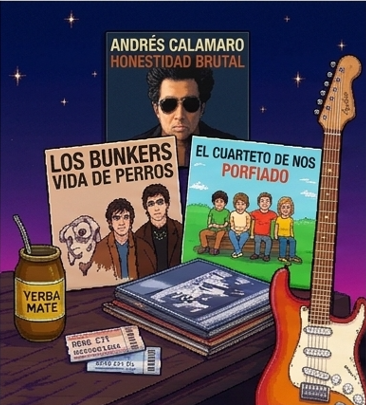 ANDRÉS CALAMARO
HONESTIDAD BRUTAL
LOS BUNKERS
VIDA DE PERROS
EL CUARTETO DE NOS
PORFIADO
YERBA
MATE